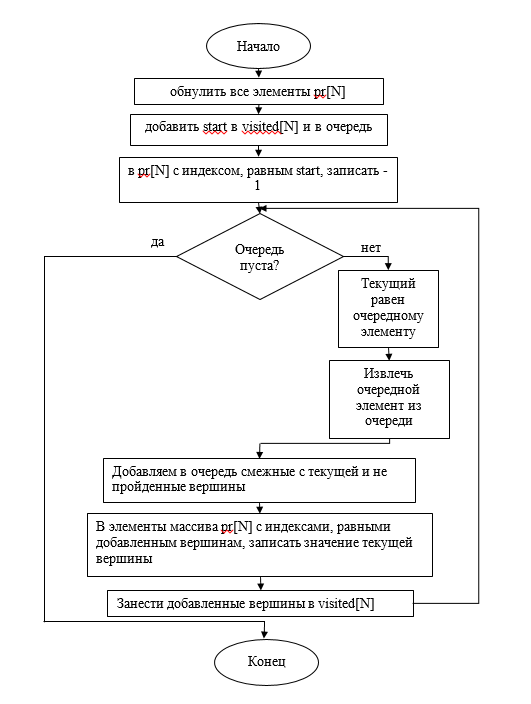 Начало
обнулить все элементы pr[N]
добавить start в visited[N] и в очередь
в pr[N] с индексом, равным start, записать -
1
да
Очередь
пуста?
нет
Текущий
равен
очередному
элементу
Извлечь
очередной
элемент из
очереди
Добавляем в очередь смежные с текущей и не
пройденные вершины
В элементы массива pr[N] с индексами, равными
добавленным вершинам, записать значение текущей
вершины
Занести добавленные вершины в visited[N]
Конец